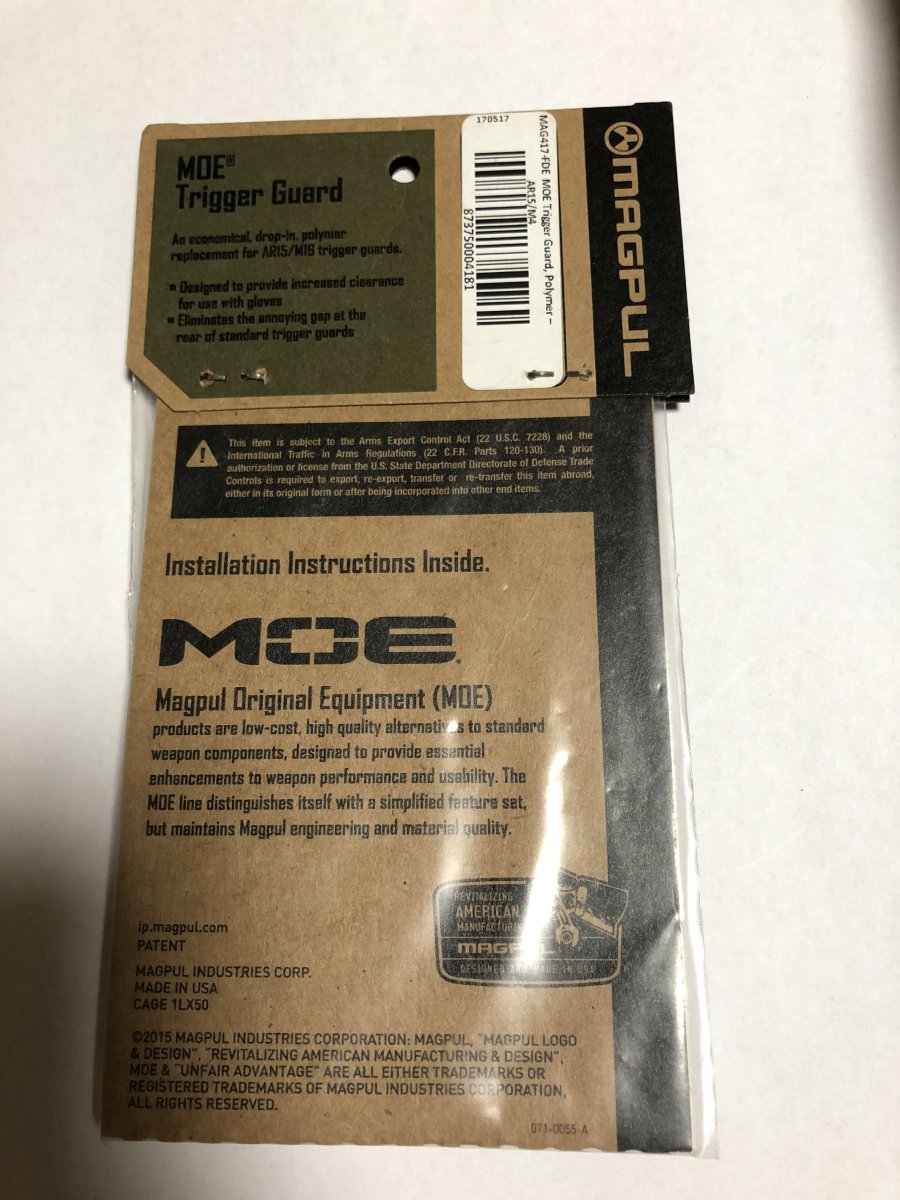 MOE®
Trigger Guard
An economical, drop-in, polymer
replacement for AR15/M16 trigger guards.
▪ Designed to provide increased clearance
for use with gloves
▪ Eliminates the annoying gap at the
rear of standard trigger guards
170517
MAG417-FDE MOE Trigger Guard, Polymer –
AR15/M4
873750004181
MAGPUL
This item is subject to the Arms Export Control Act (22 U.S.C. 7228) and the
International Traffic in Arms Regulations (22 C.F.R. Parts 120-130). A prior
authorization or license from the U.S. State Department Directorate of Defense Trade
Controls is required to export, re-export, transfer or re-transfer this item abroad,
either in its original form or after being incorporated into other end items.
Installation Instructions Inside.
MOE
Magpul Original Equipment (MOE)
products are low-cost, high quality alternatives to standard
weapon components, designed to provide essential
enhancements to weapon performance and usability. The
MOE line distinguishes itself with a simplified feature set,
but maintains Magpul engineering and material quality.
REVITALIZING
AMERICAN
MANUFACTURING
MAGPUL
DESIGNED AND MADE IN USA
ip.magpul.com
PATENT
MAGPUL INDUSTRIES CORP.
MADE IN USA
CAGE 1LX50
©2015 MAGPUL INDUSTRIES CORPORATION: MAGPUL, "MAGPUL LOGO
& DESIGN", "REVITALIZING AMERICAN MANUFACTURING & DESIGN",
MOE & "UNFAIR ADVANTAGE" ARE ALL EITHER TRADEMARKS OR
REGISTERED TRADEMARKS OF MAGPUL INDUSTRIES CORPORATION,
ALL RIGHTS RESERVED.
071-0055-A